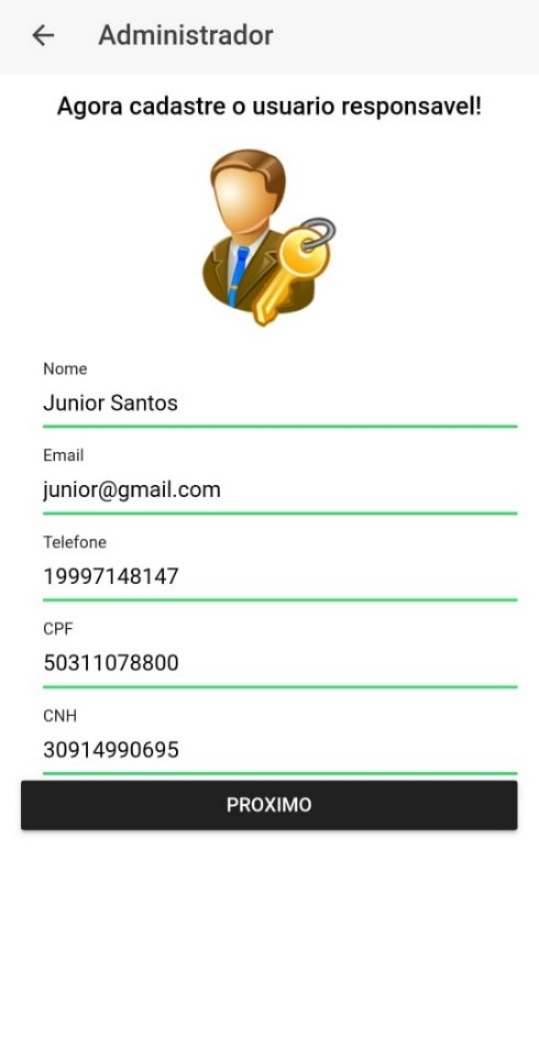 Administrador
Agora cadastre o usuario responsavel!
Nome
Junior Santos
Email
junior@gmail.com
Telefone
19997148147
CPF
50311078800
CNH
30914990695
PROXIMO